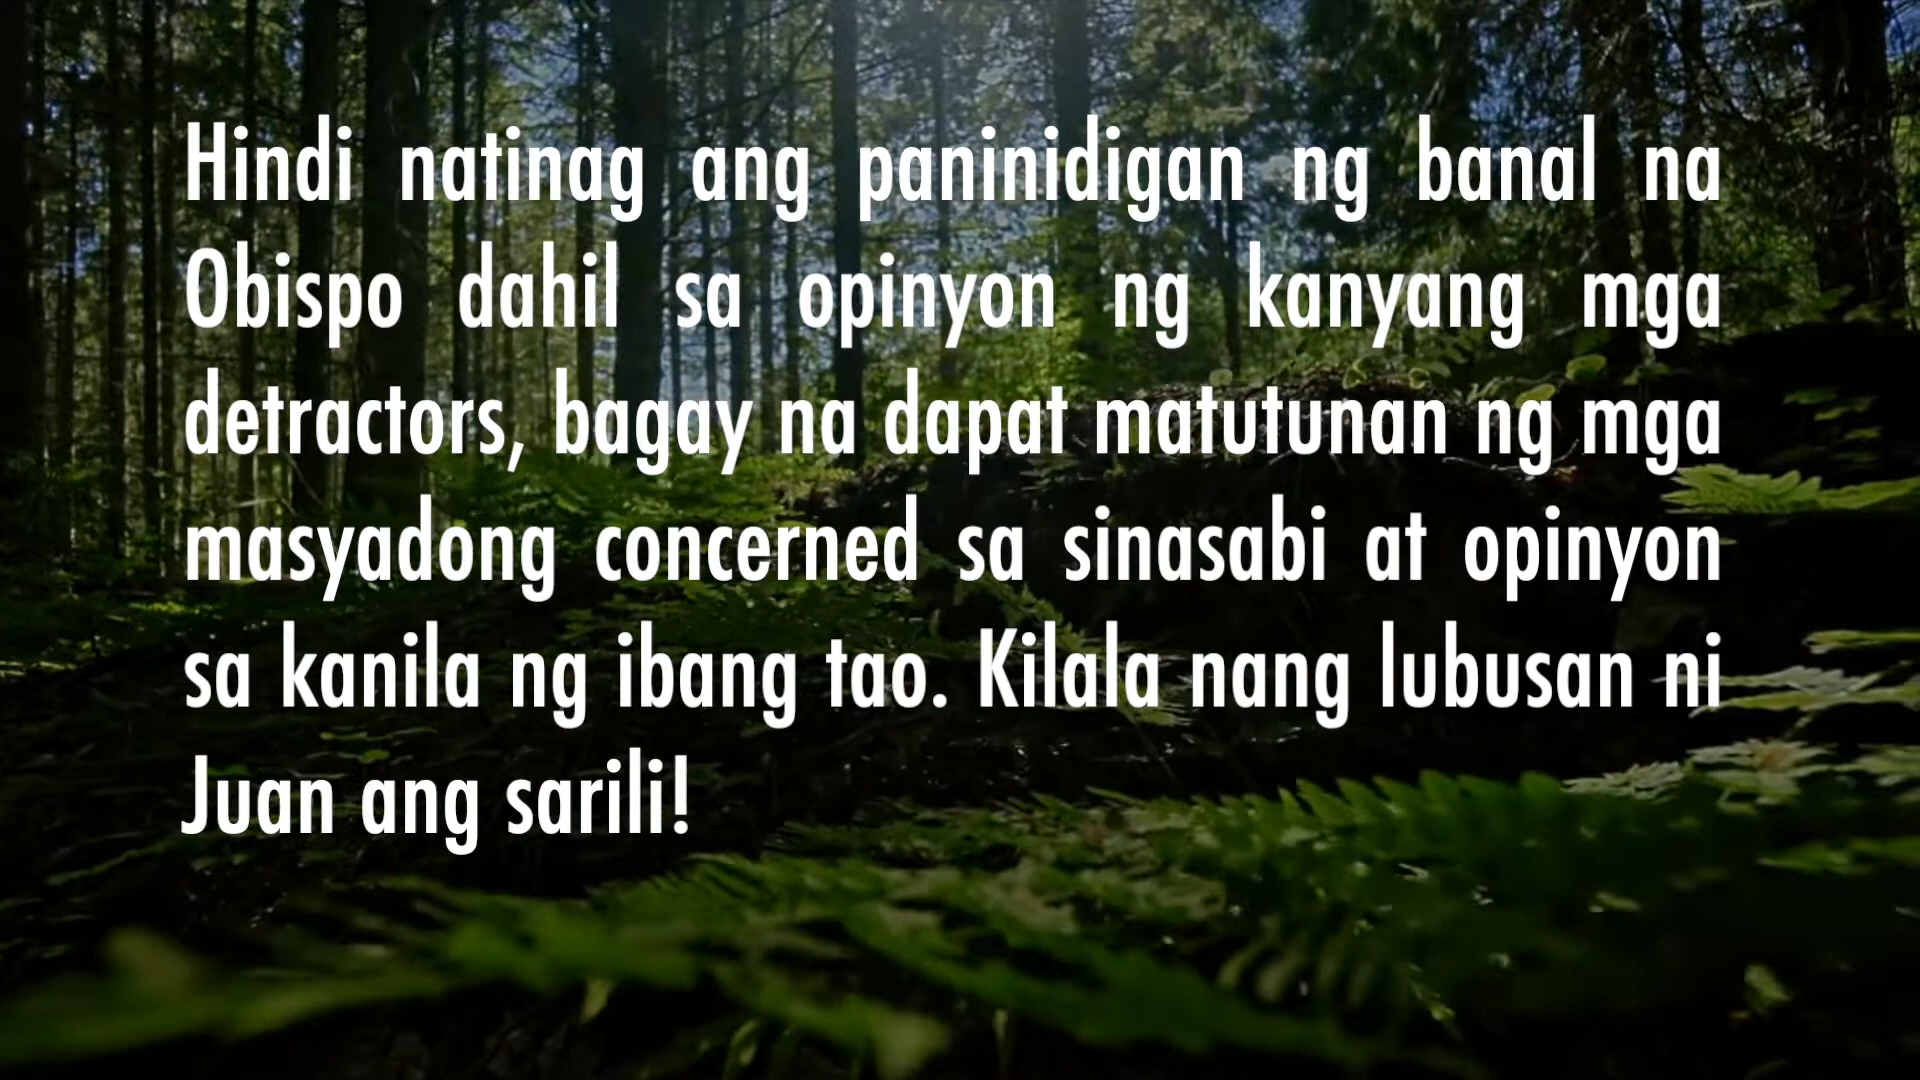 Hindi natinag ang paninidigan ng banal na
Obispo dahil sa opinyon ng kanyang mga
detractors, bagay na dapat matutunan ng mga
masyadong concerned sa sinasabi at opinyon
sa kanila ng ibang tao. Kilala nang lubusan ni
Juan ang sarili!